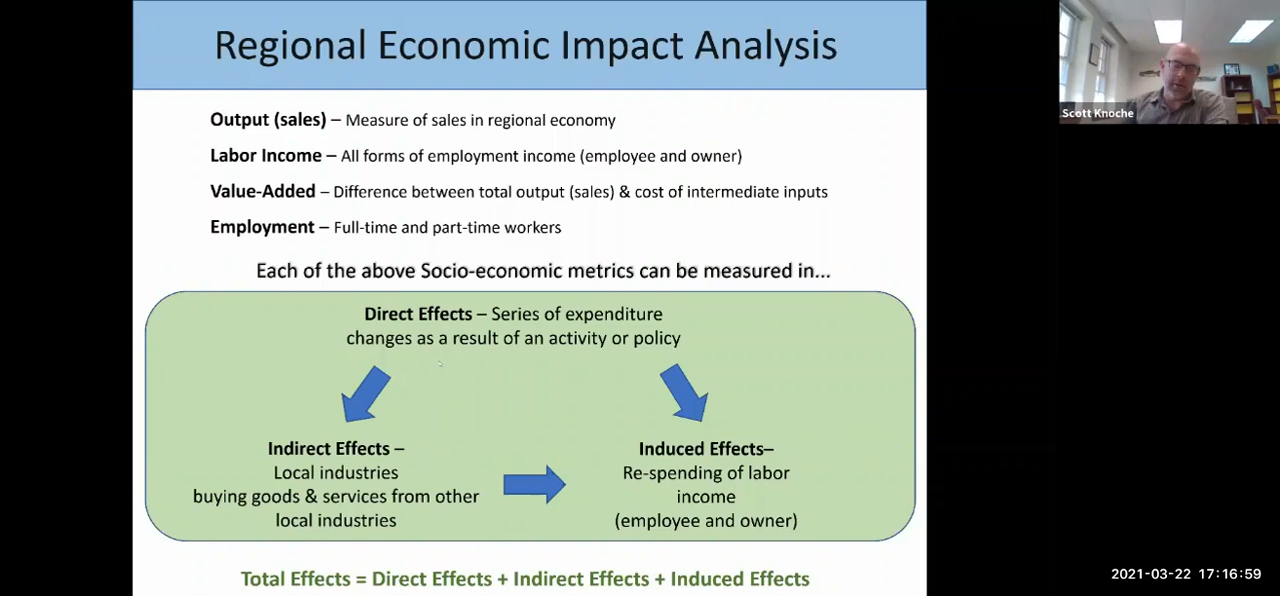 Regional Economic Impact Analysis
Output (sales) – Measure of sales in regional economy
Labor Income – All forms of employment income (employee and owner)
Value-Added – Difference between total output (sales) & cost of intermediate inputs
Employment – Full-time and part-time workers
Each of the above Socio-economic metrics can be measured in...
Direct Effects – Series of expenditure
changes as a result of an activity or policy
Indirect Effects –
Local industries
buying goods & services from other
local industries
Induced Effects–
Re-spending of labor
income
(employee and owner)
Total Effects = Direct Effects + Indirect Effects + Induced Effects
Scott Knoche
2021-03-22 17:16:59